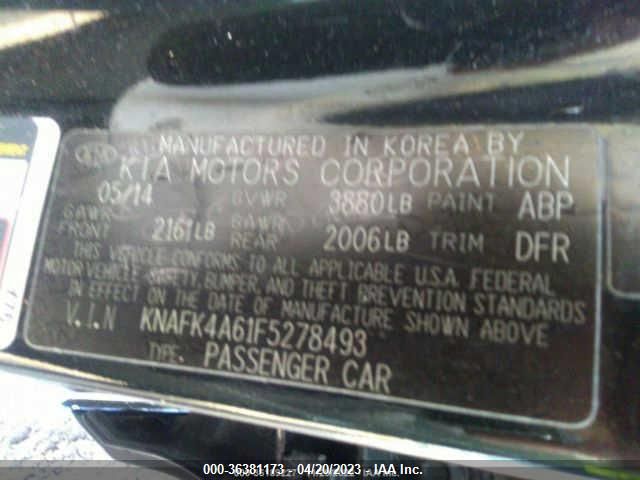 KIA
MANUFACTURED IN KOREA BY
KIA MOTORS CORPORATION
05/14 GVWR 3880LB PAINT ABP
GAWR FRONT 2161LB GAWR REAR 2006LB TRIM DFR
THIS VEHICLE CONFORMS TO ALL APPLICABLE U.S.A. FEDERAL
MOTOR VEHICLE SAFETY, BUMPER, AND THEFT PREVENTION STANDARDS
IN EFFECT ON THE DATE OF MANUFACTURE SHOWN ABOVE
V.I.N KNAFK4A61F5278493
TYPE: PASSENGER CAR
000-36381173 - 04/20/2023 - IAA Inc.